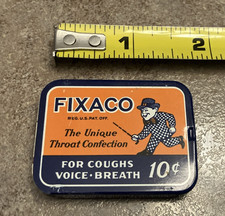 1 2
FIXACO
REG. U.S. PAT. OFF.
The Unique
Throat Confection
FOR COUGHS
VOICE · BREATH 10¢